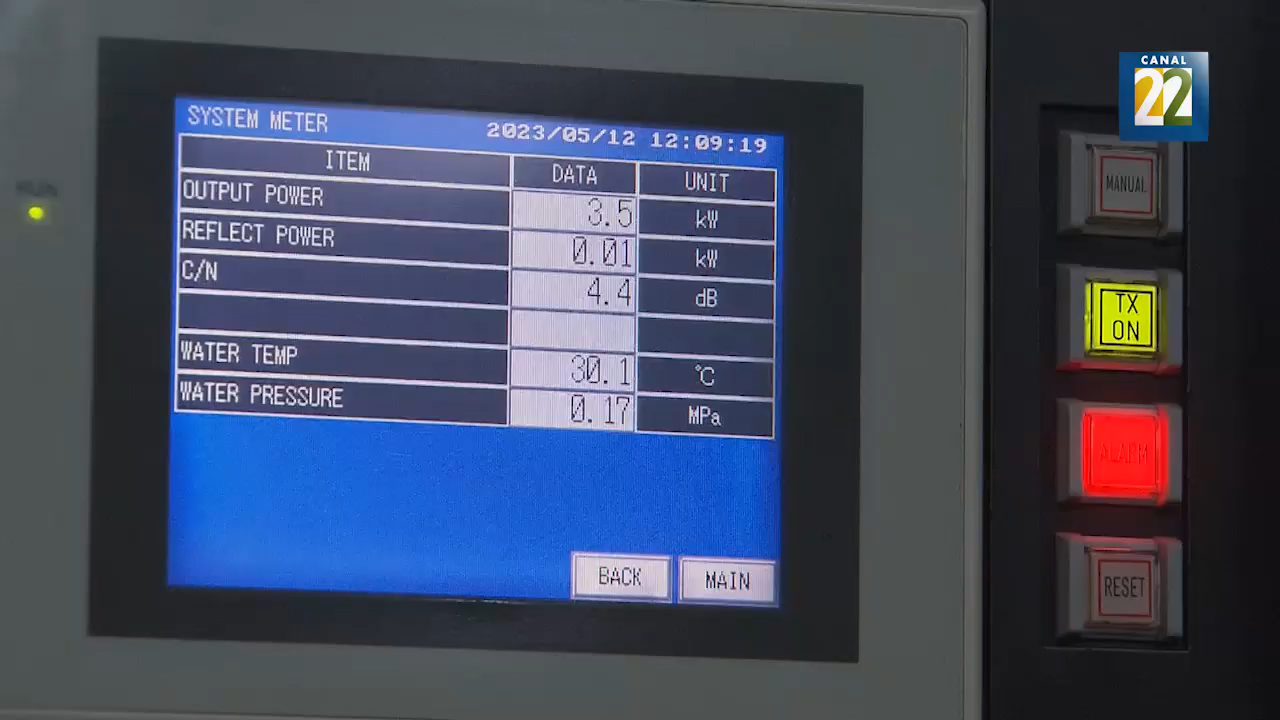 CANAL
22
SYSTEM METER 2023/05/12 12:09:19
ITEM DATA UNIT
OUTPUT POWER 3.5 kW
REFLECT POWER 0.01 kW
C/N 4.4 dB
WATER TEMP 30.1 ℃
WATER PRESSURE 0.17 MPa
BACK MAIN
MANUAL
TX
ON
ALARM
RESET